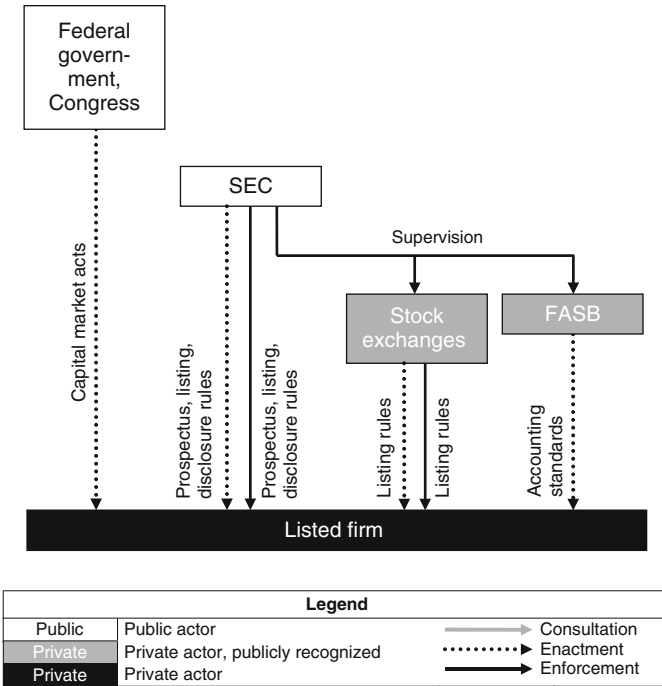 Federal
govern-
ment,
Congress
SEC
Supervision
Stock
exchanges
FASB
Capital market acts
Prospectus, listing,
disclosure rules
Prospectus, listing,
disclosure rules
Listing rules
Listing rules
Accounting
standards
Listed firm
Legend
Public Public actor Consultation
Private Private actor, publicly recognized Enactment
Private Private actor Enforcement